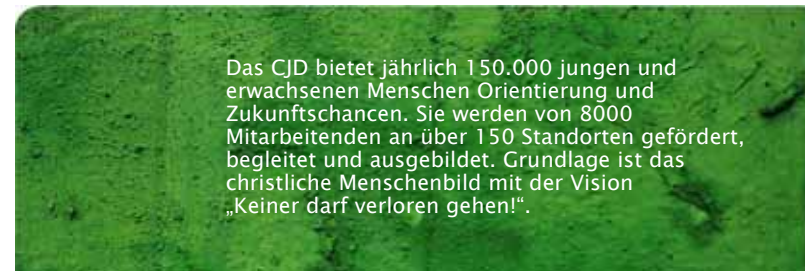 Das CJD bietet jährlich 150.000 jungen und
erwachsenen Menschen Orientierung und
Zukunftschancen. Sie werden von 8000
Mitarbeitenden an über 150 Standorten gefördert,
begleitet und ausgebildet. Grundlage ist das
christliche Menschenbild mit der Vision
„Keiner darf verloren gehen!“.